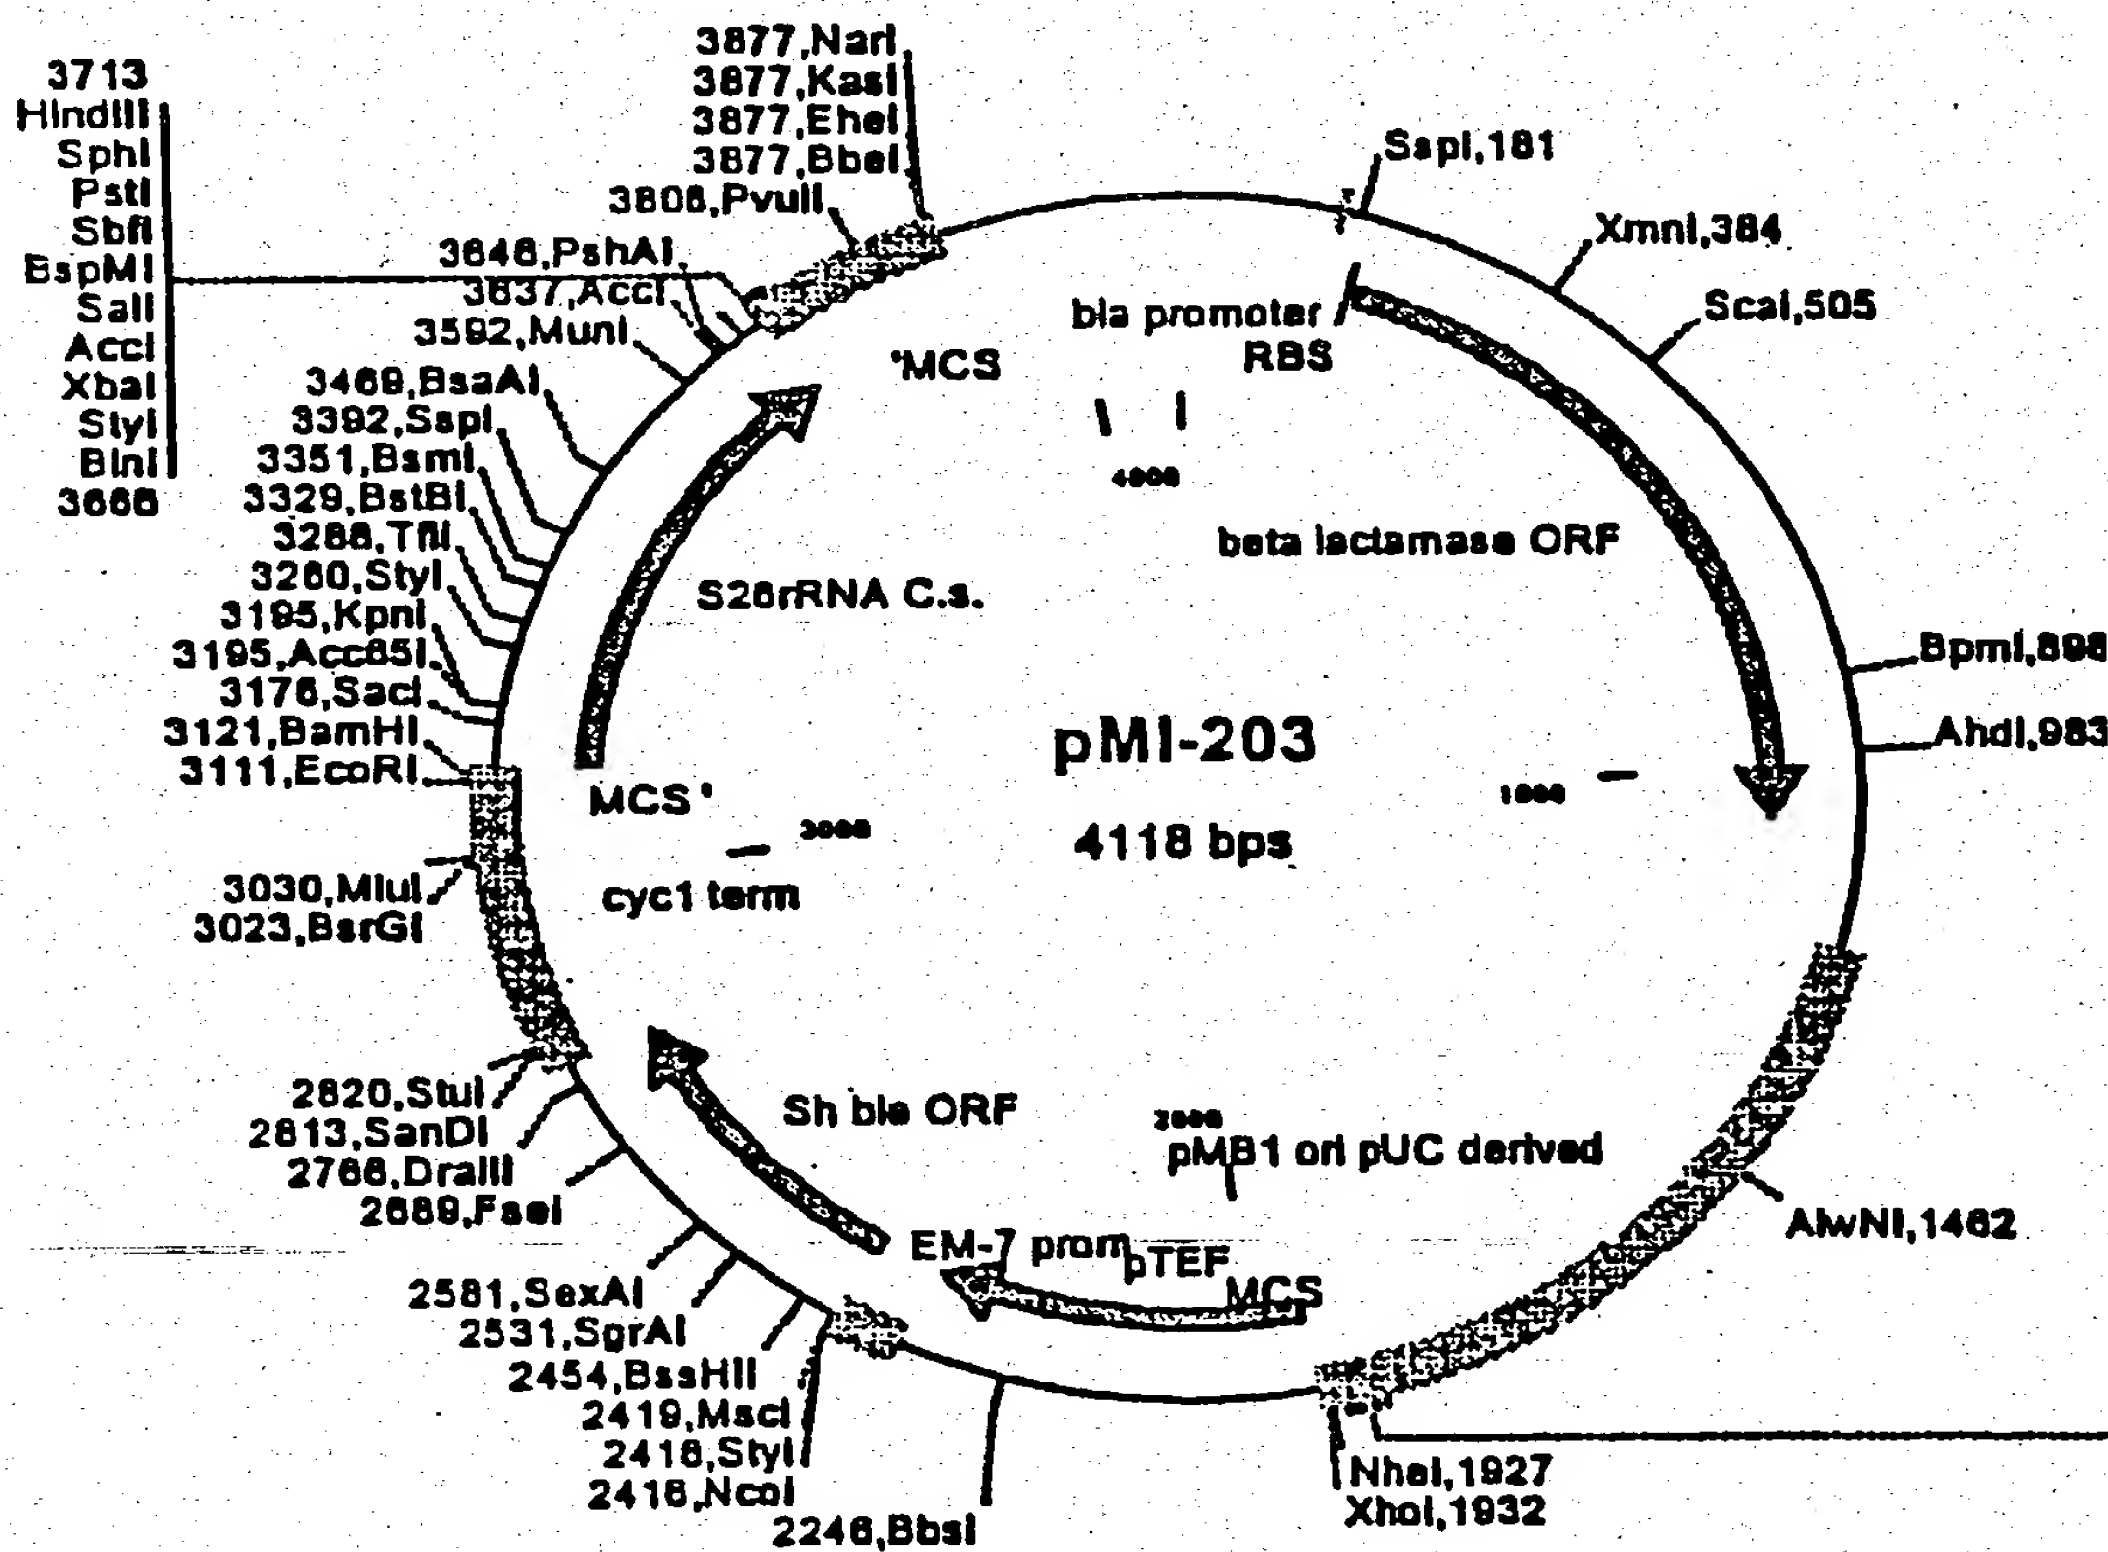 3713
HindIII
SphI
PstI
SbfI
BspMI
SalI
AccI
XbaI
StyI
BlnI
3666
3877,NarI
3877,KasI
3877,EheI
3877,BbeI
3806,PvuII
3646,PshAI
3637,AccI
3592,MunI
3469,BsaAI
3392,SspI
3351,BsmI
3329,BstBI
3288,TfiI
3260,StyI
3195,KpnI
3195,Acc65I
3176,SacI
3121,BamHI
3111,EcoRI
3030,MluI
3023,BsrGI
2820,StuI
2813,SanDI
2766,DraIII
2689,FseI
2581,SexAI
2531,SgrAI
2454,BssHII
2419,MscI
2416,StyI
2416,NcoI
2246,BbsI
SspI,181
XmnI,384
ScaI,505
BpmI,898
AhdI,983
AlwNI,1462
NheI,1927
XhoI,1932
bla promoter
RBS
'MCS
4000
beta lactamase ORF
S26rRNA C.s.
pMI-203
4118 bps
1000
MCS'
3000
cyc1 term
Sh ble ORF
2000
pMB1 ori pUC derived
EM-7 prom
pTEF
MCS